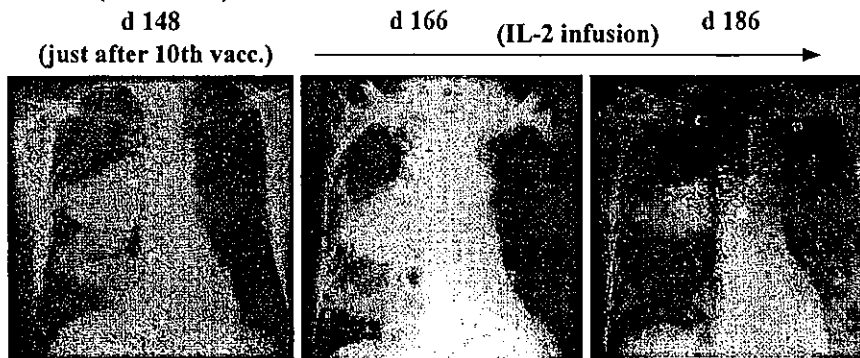 d 148
(just after 10th vacc.)
d 166
(IL-2 infusion)
d 186